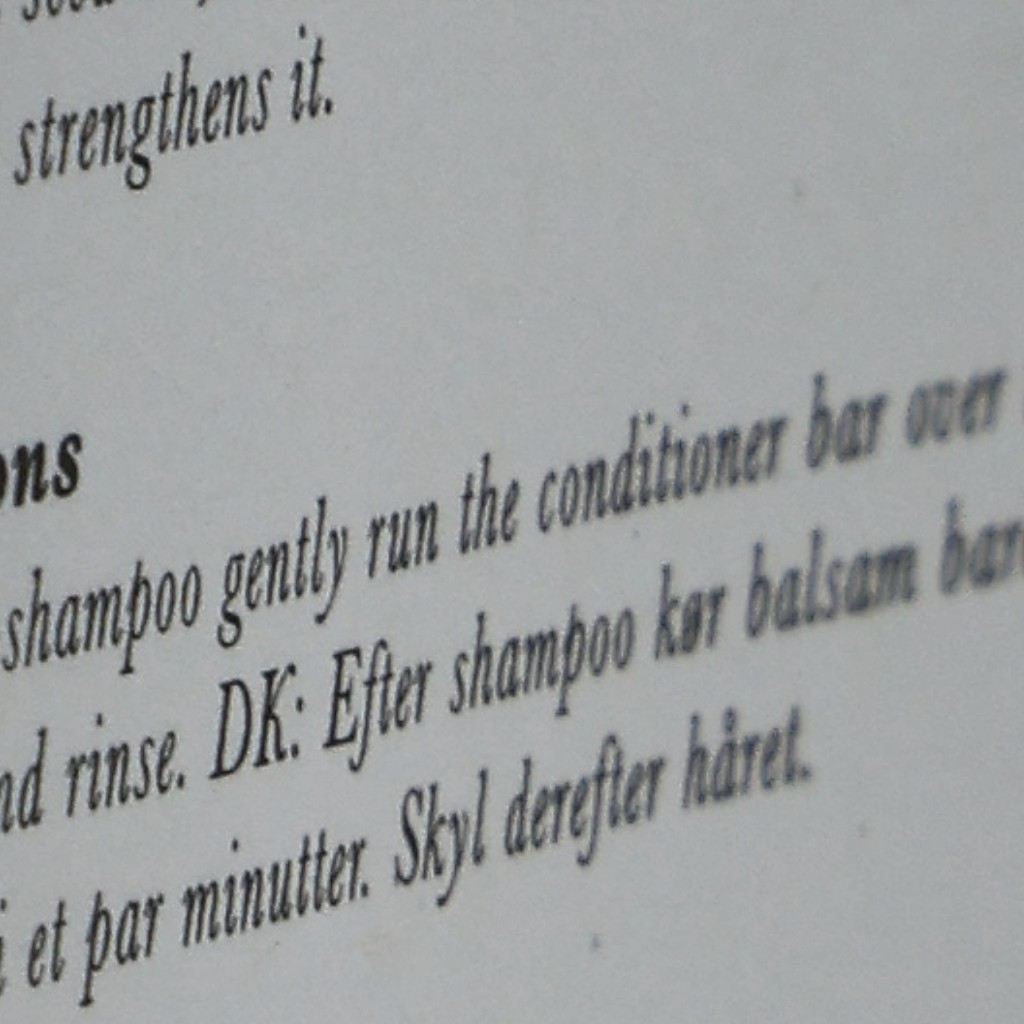 strengthens it.
ons
shampoo gently run the conditioner bar over
nd rinse. DK: Efter shampoo kør balsam bar
i et par minutter. Skyl derefter håret.